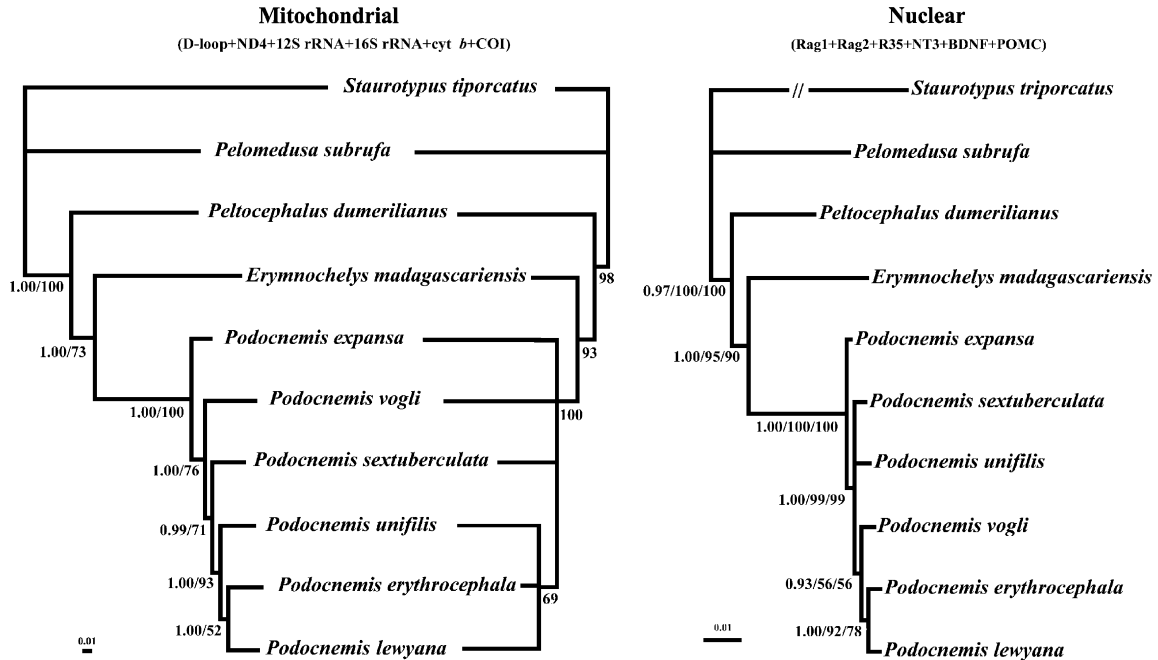 Mitochondrial
(D-loop+ND4+12S rRNA+16S rRNA+cyt b+COI)
Staurotypus tiporcatus
Pelomedusa subrufa
Peltocephalus dumerilianus
98
1.00/100
Erymnochelys madagascariensis
1.00/73
93
Podocnemis expansa
1.00/100
100
Podocnemis vogli
1.00/76
Podocnemis sextuberculata
0.99/71
Podocnemis unifilis
1.00/93
Podocnemis erythrocephala
69
1.00/52
Podocnemis lewyana
0.01
Nuclear
(Rag1+Rag2+R35+NT3+BDNF+POMC)
//
Staurotypus triporcatus
Pelomedusa subrufa
Peltocephalus dumerilianus
0.97/100/100
Erymnochelys madagascariensis
1.00/95/90
Podocnemis expansa
1.00/100/100
Podocnemis sextuberculata
Podocnemis unifilis
1.00/99/99
Podocnemis vogli
0.93/56/56
Podocnemis erythrocephala
1.00/92/78
Podocnemis lewyana
0.01